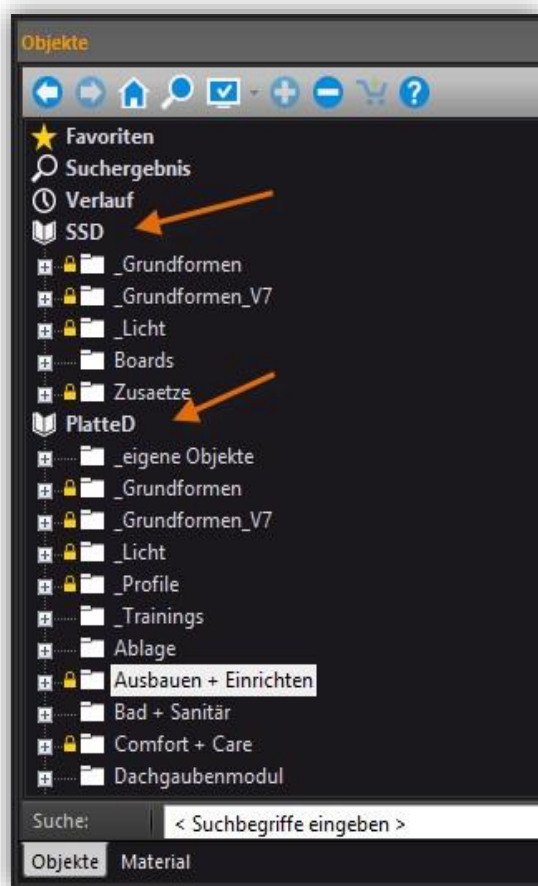 Objekte
Favoriten
Suchergebnis
Verlauf
SSD
_Grundformen
_Grundformen_V7
_Licht
Boards
Zusaetze
PlatteD
_eigene Objekte
_Grundformen
_Grundformen_V7
_Licht
_Profile
_Trainings
Ablage
Ausbauen + Einrichten
Bad + Sanitär
Comfort + Care
Dachgaubenmodul
Suche: < Suchbegriffe eingeben >
Objekte Material